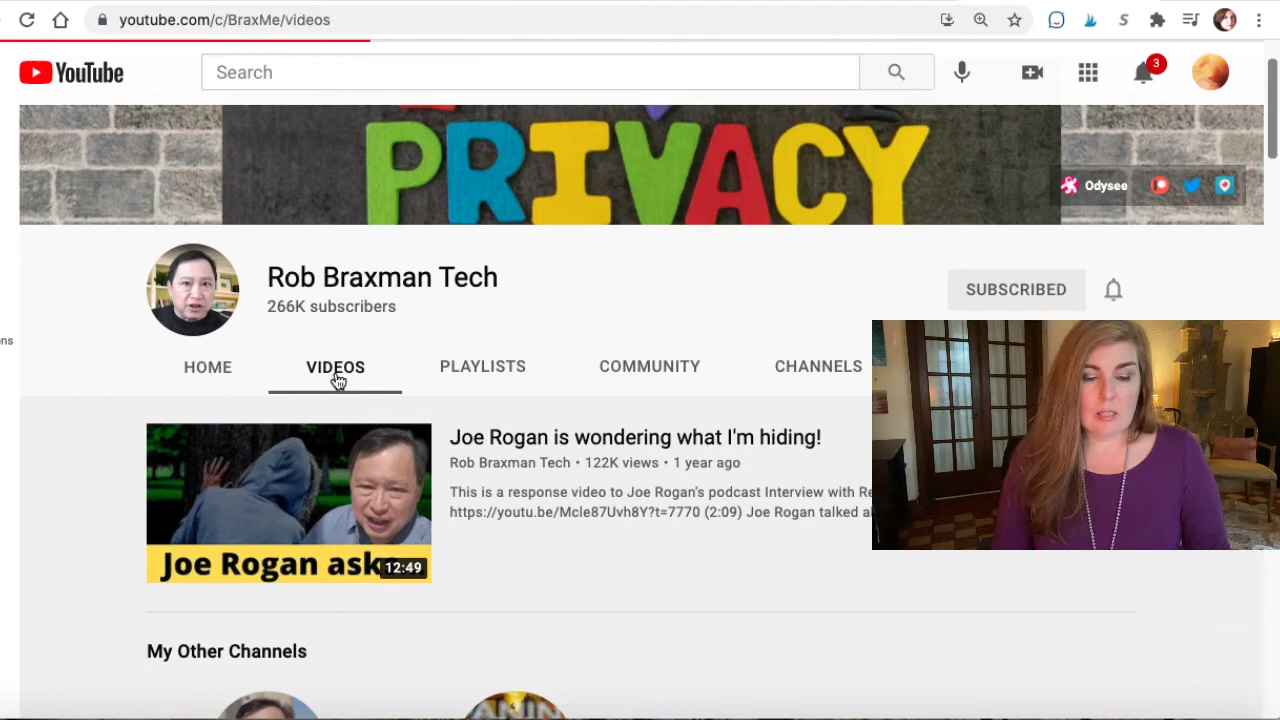 youtube.com/c/BraxMe/videos
YouTube
Search
3
PRIVACY
Odysee
Rob Braxman Tech
266K subscribers
SUBSCRIBED
ns
HOME
VIDEOS
PLAYLISTS
COMMUNITY
CHANNELS
Joe Rogan is wondering what I'm hiding!
Rob Braxman Tech • 122K views • 1 year ago
This is a response video to Joe Rogan's podcast Interview with Re
https://youtu.be/Mcle87Uvh8Y?t=7770 (2:09) Joe Rogan talked a
Joe Rogan ask
12:49
My Other Channels